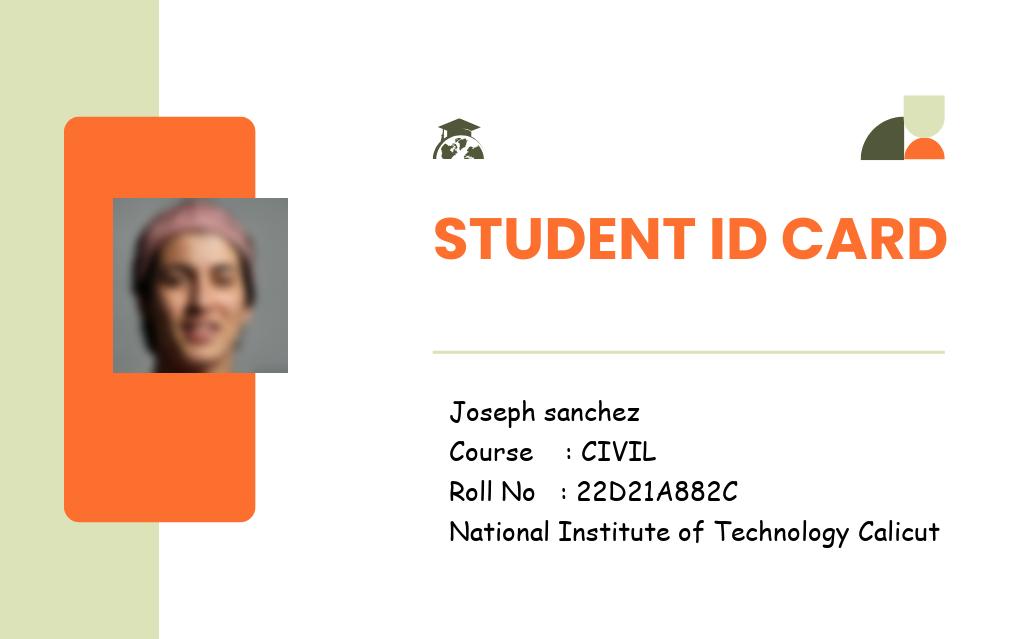 STUDENT ID CARD
Joseph sanchez
Course : CIVIL
Roll No : 22D21A882C
National Institute of Technology Calicut